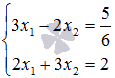 3x₁ − 2x₂ = 5/6
2x₁ + 3x₂ = 2